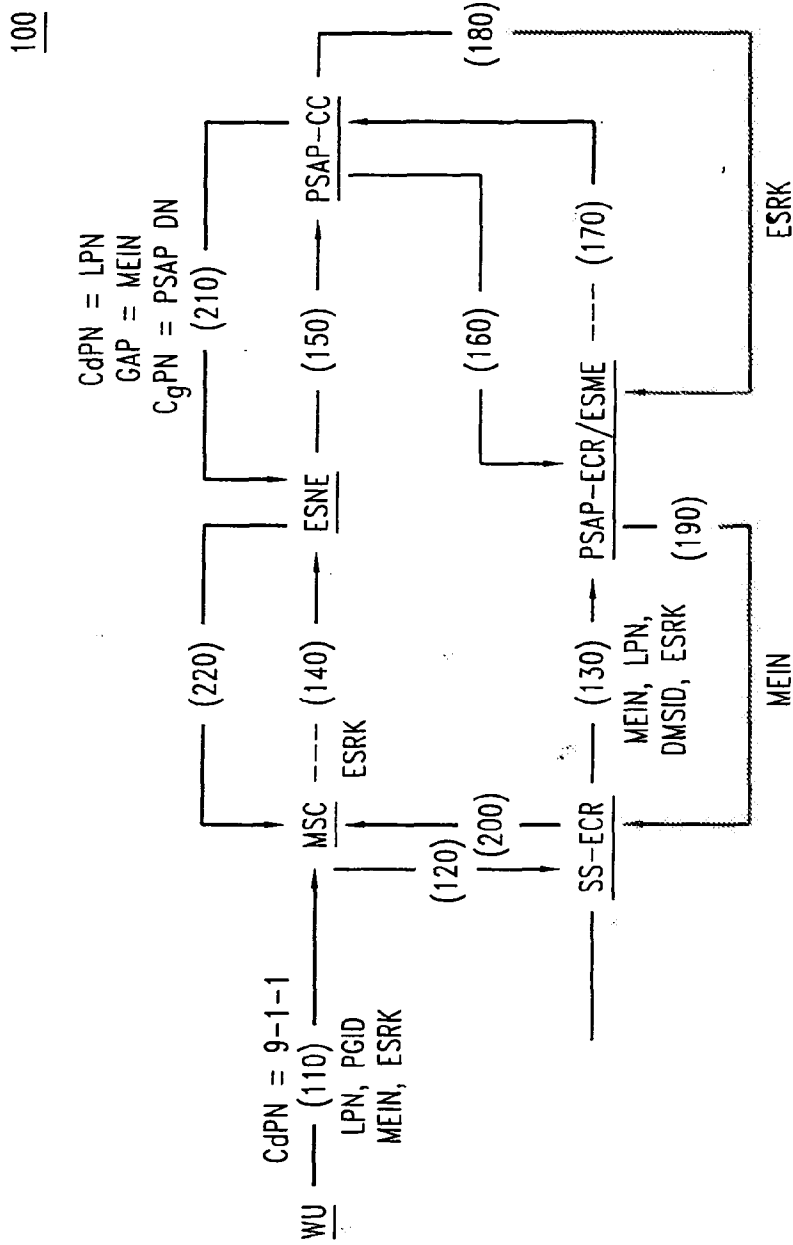 100
CdPN = LPN
GAP = MEIN
CgPN = PSAP DN
(210)
(220)
CdPN = 9-1-1
(110)
LPN, PGID
MEIN, ESRK
WU
MSC
(140)
ESRK
ESNE
(150)
PSAP-CC
(120)
(200)
(160)
(180)
SS-ECR
(130)
MEIN, LPN,
DMSID, ESRK
PSAP-ECR/ESME
(170)
(190)
MEIN
ESRK